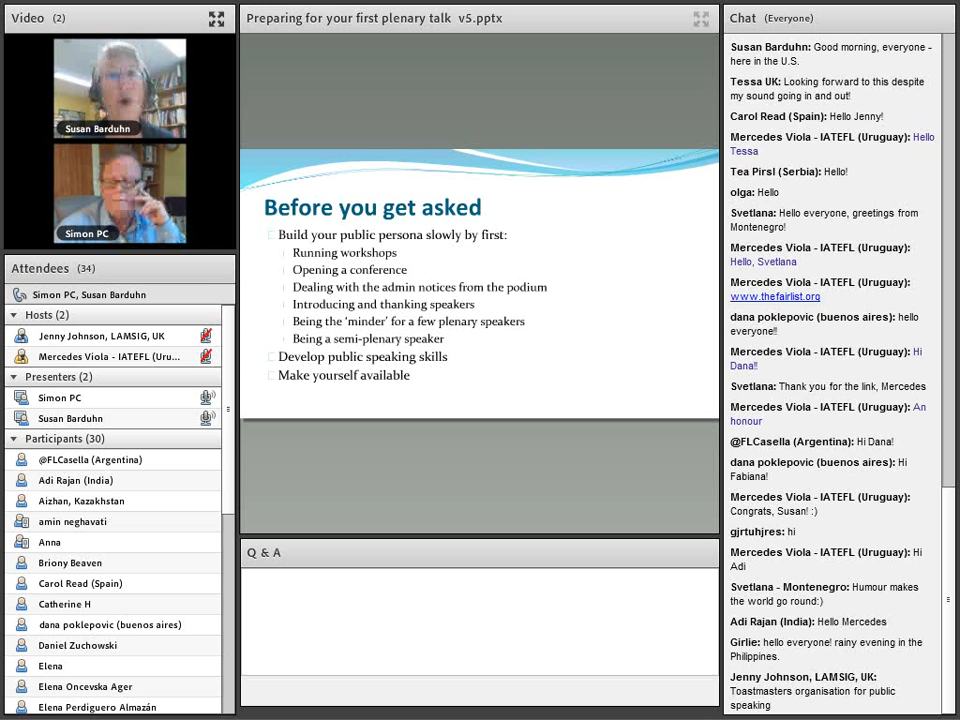 Video (2)
Susan Barduhn
Simon PC
Attendees (34)
Simon PC, Susan Barduhn
Hosts (2)
Jenny Johnson, LAMSIG, UK
Mercedes Viola - IATEFL (Uru...
Presenters (2)
Simon PC
Susan Barduhn
Participants (30)
@FLCasella (Argentina)
Adi Rajan (India)
Aizhan, Kazakhstan
amin neghavati
Anna
Briony Beaven
Carol Read (Spain)
Catherine H
dana poklepovic (buenos aires)
Daniel Zuchowski
Elena
Elena Oncevska Ager
Elena Perdiguero Almazán
Preparing for your first plenary talk v5.pptx
Before you get asked
Build your public persona slowly by first:
Running workshops
Opening a conference
Dealing with the admin notices from the podium
Introducing and thanking speakers
Being the ‘minder’ for a few plenary speakers
Being a semi-plenary speaker
Develop public speaking skills
Make yourself available
Q & A
Chat (Everyone)
Susan Barduhn: Good morning, everyone -
here in the U.S.
Tessa UK: Looking forward to this despite
my sound going in and out!
Carol Read (Spain): Hello Jenny!
Mercedes Viola - IATEFL (Uruguay): Hello
Tessa
Tea Pirsl (Serbia): Hello!
olga: Hello
Svetlana: Hello everyone, greetings from
Montenegro!
Mercedes Viola - IATEFL (Uruguay):
Hello, Svetlana
Mercedes Viola - IATEFL (Uruguay):
www.thefairlist.org
dana poklepovic (buenos aires): hello
everyone!!
Mercedes Viola - IATEFL (Uruguay): Hi
Dana!!
Svetlana: Thank you for the link, Mercedes
Mercedes Viola - IATEFL (Uruguay): An
honour
@FLCasella (Argentina): Hi Dana!
dana poklepovic (buenos aires): Hi
Fabiana!
Mercedes Viola - IATEFL (Uruguay):
Congrats, Susan! :)
gjrtuhjres: hi
Mercedes Viola - IATEFL (Uruguay): Hi
Adi
Svetlana - Montenegro: Humour makes
the world go round:)
Adi Rajan (India): Hello Mercedes
Girlie: hello everyone! rainy evening in the
Philippines.
Jenny Johnson, LAMSIG, UK:
Toastmasters organisation for public
speaking